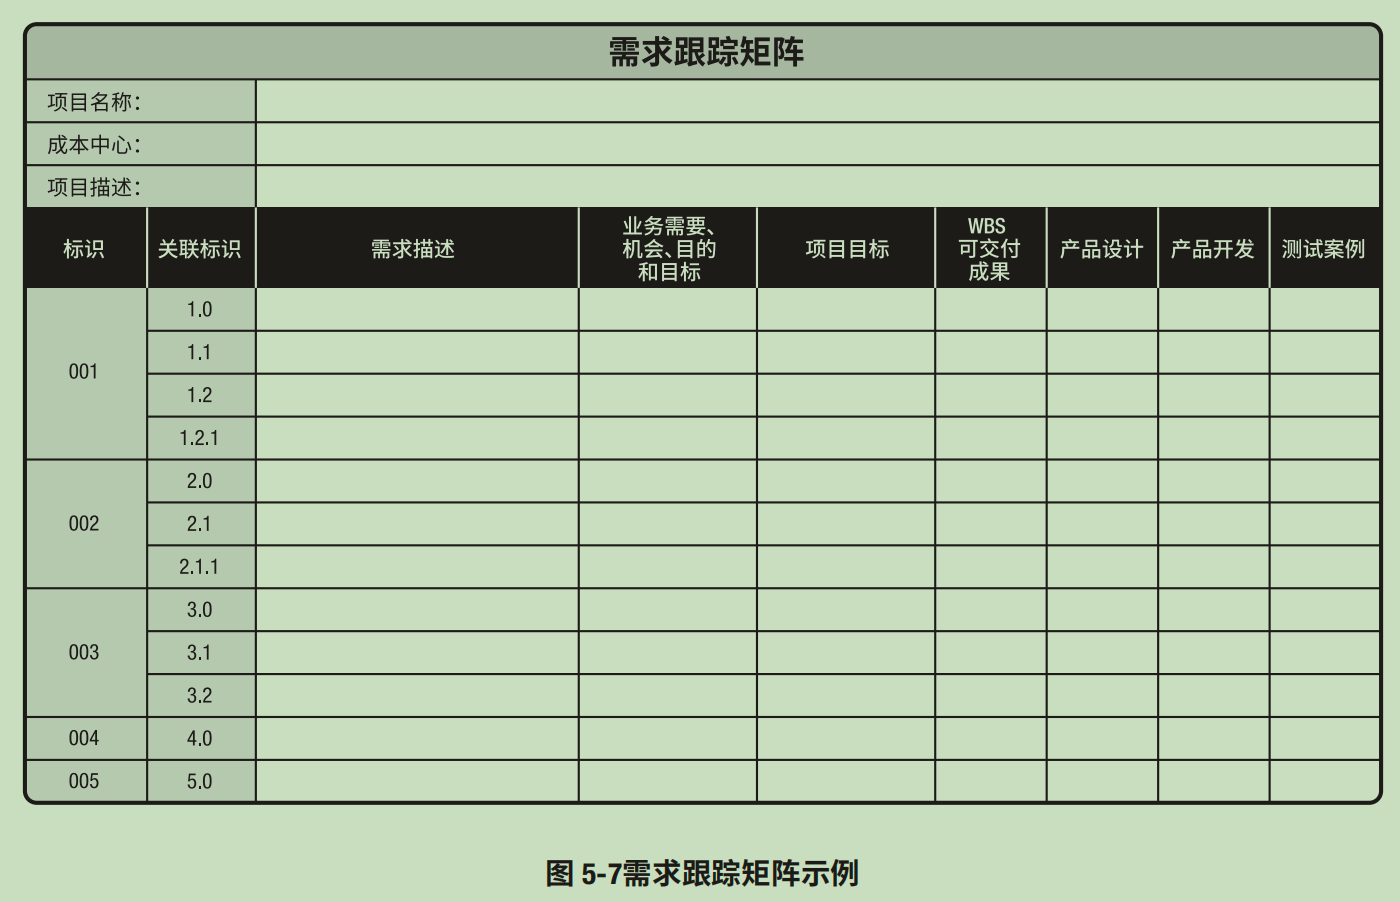 需求跟踪矩阵
项目名称：
成本中心：
项目描述：
标识 关联标识 需求描述 业务需要、 项目目标 WBS 产品设计 产品开发 测试案例
机会、目的 可交付
和目标 成果
001 1.0
1.1
1.2
1.2.1
002 2.0
2.1
2.1.1
003 3.0
3.1
3.2
004 4.0
005 5.0
图 5-7需求跟踪矩阵示例